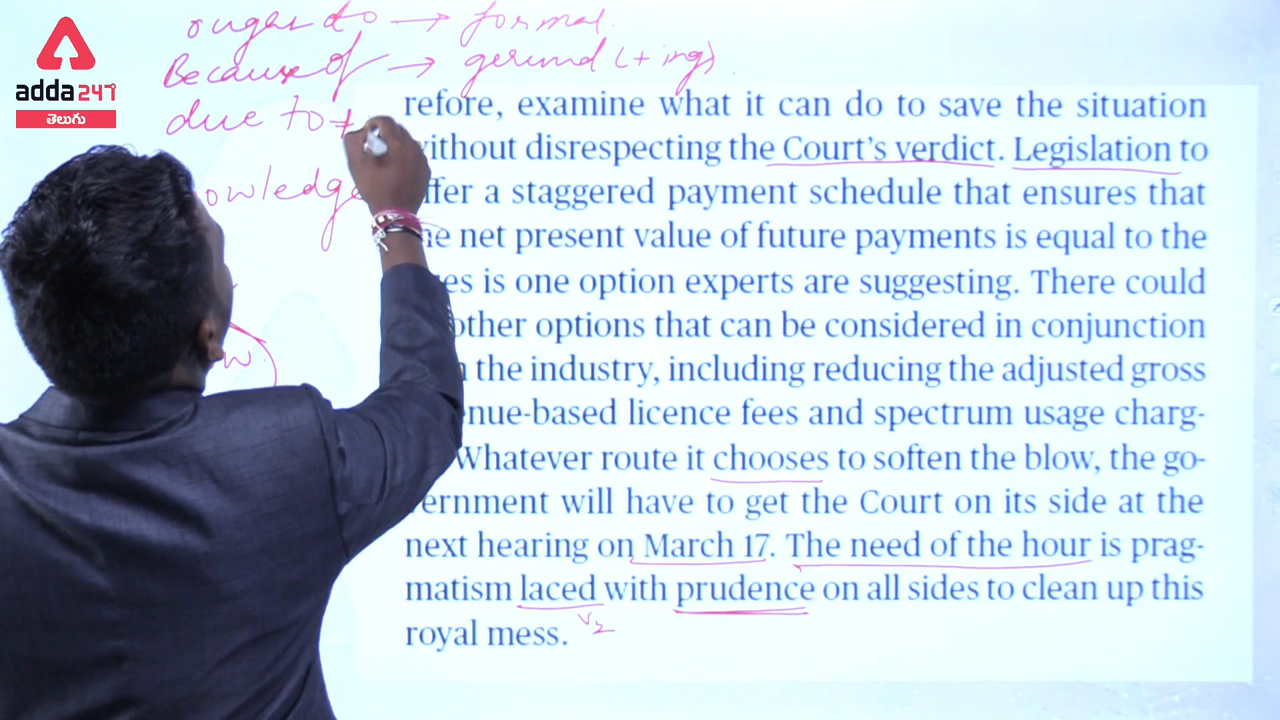 ought to → formal.
Because of → gerund (+ing)
due to +
owledge
w.
adda247
తెలుగు
refore, examine what it can do to save the situation
ithout disrespecting the Court's verdict. Legislation to
ffer a staggered payment schedule that ensures that
he net present value of future payments is equal to the
es is one option experts are suggesting. There could
other options that can be considered in conjunction
the industry, including reducing the adjusted gross
enue-based licence fees and spectrum usage charg-
Whatever route it chooses to soften the blow, the go-
ernment will have to get the Court on its side at the
next hearing on March 17. The need of the hour is prag-
matism laced with prudence on all sides to clean up this
V2
royal mess.